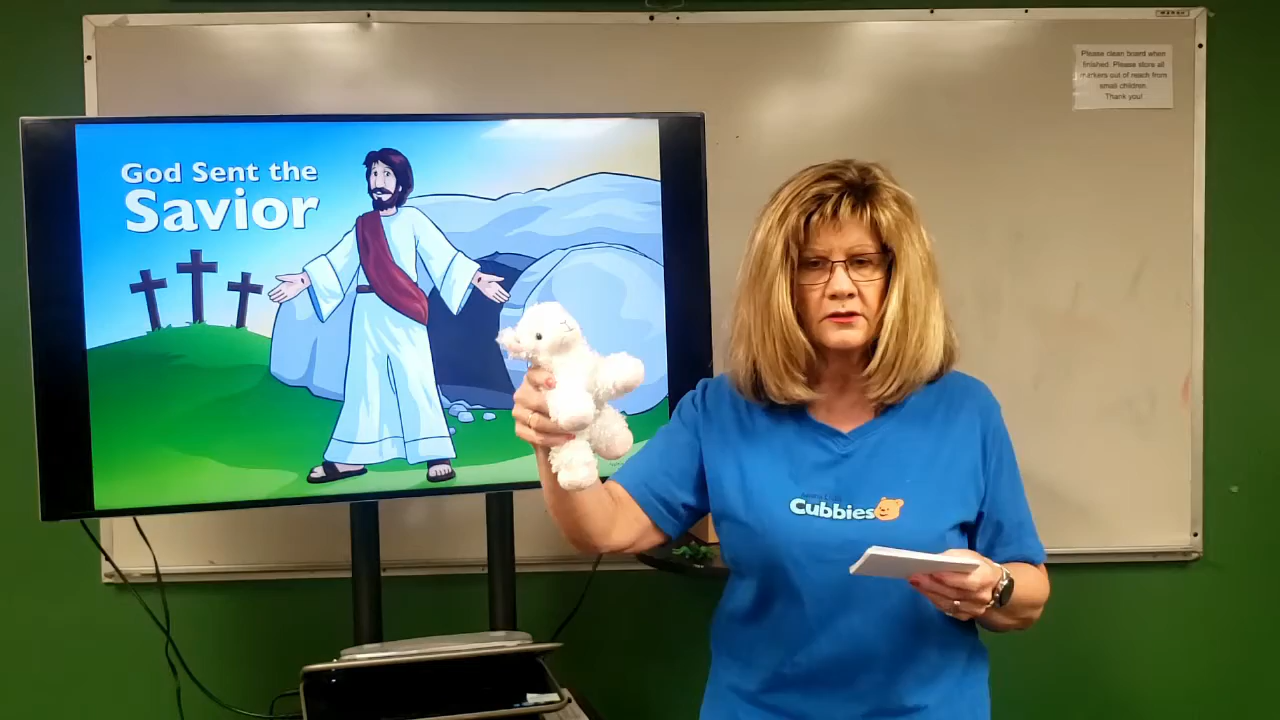 God Sent the
Savior
Please clean board when
finished. Please store all
markers out of reach from
small children.
Thank you!
Cubbies